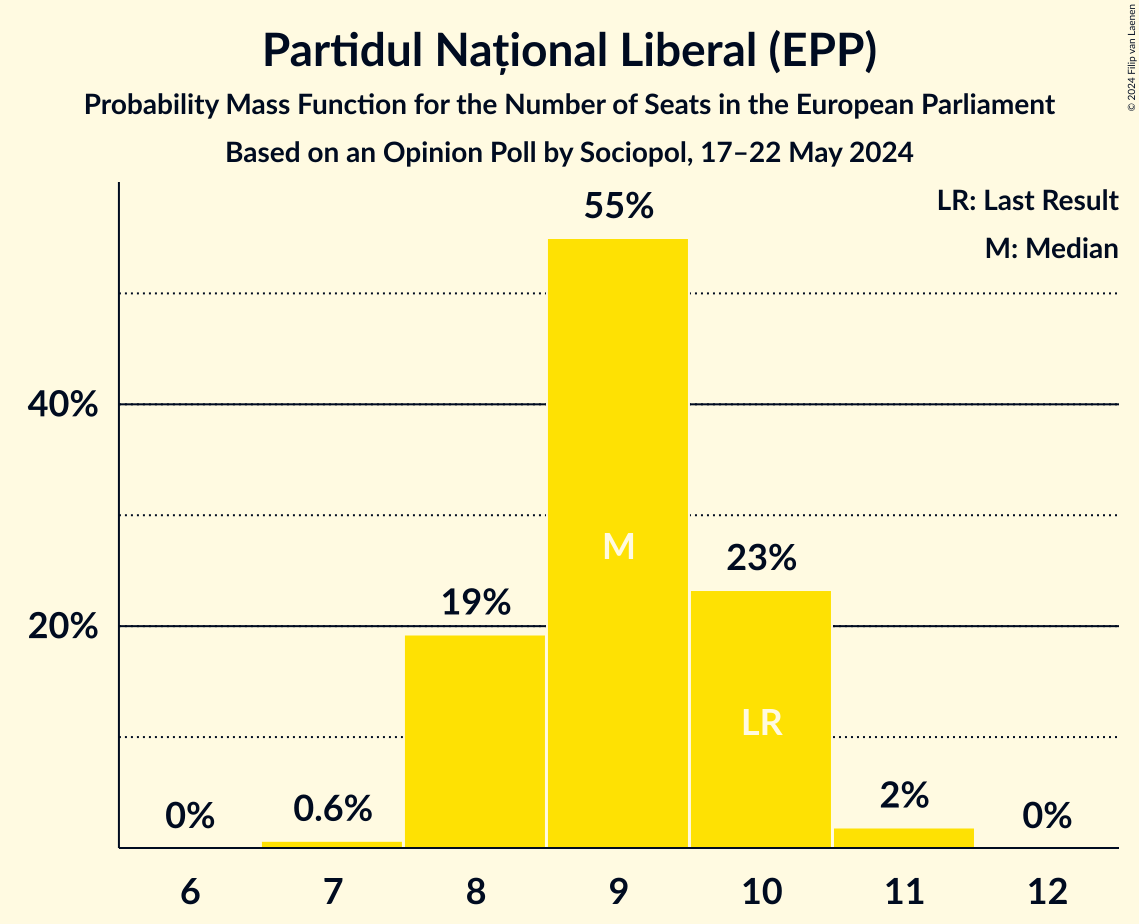 Partidul Național Liberal (EPP)
Probability Mass Function for the Number of Seats in the European Parliament
Based on an Opinion Poll by Sociopol, 17–22 May 2024
© 2024 Filip van Laenen
LR: Last Result
M: Median
55%
40%
M
23%
19%
20%
LR
2%
0.6%
0%
0%
6 7 8 9 10 11 12